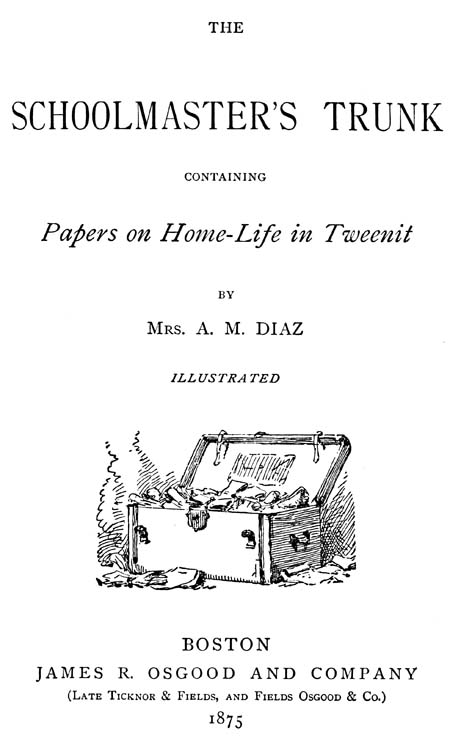 THE
SCHOOLMASTER'S TRUNK
CONTAINING
Papers on Home-Life in Tweenit
BY
MRS. A. M. DIAZ
ILLUSTRATED
BOSTON
JAMES R. OSGOOD AND COMPANY
(LATE TICKNOR & FIELDS, AND FIELDS OSGOOD & CO.)
1875